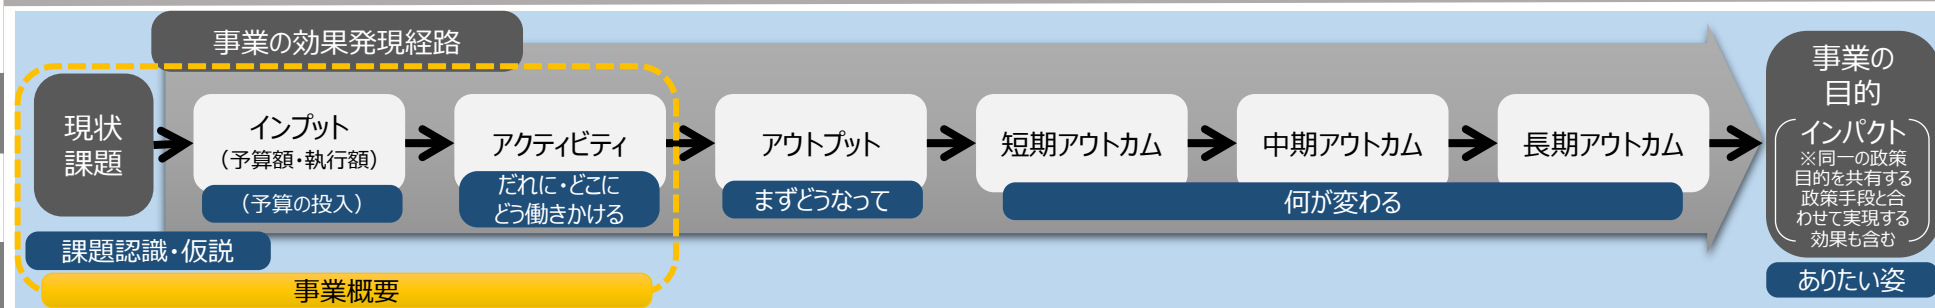 事業の効果発現経路
現状
課題
インプット
（予算額・執行額）
（予算の投入）
アクティビティ
だれに・どこに
どう働きかける
アウトプット
まずどうなって
短期アウトカム
中期アウトカム
長期アウトカム
何が変わる
事業の
目的
インパクト
※同一の政策
目的を共有する
政策手段と合
わせて実現する
効果も含む
ありたい姿
課題認識・仮説
事業概要